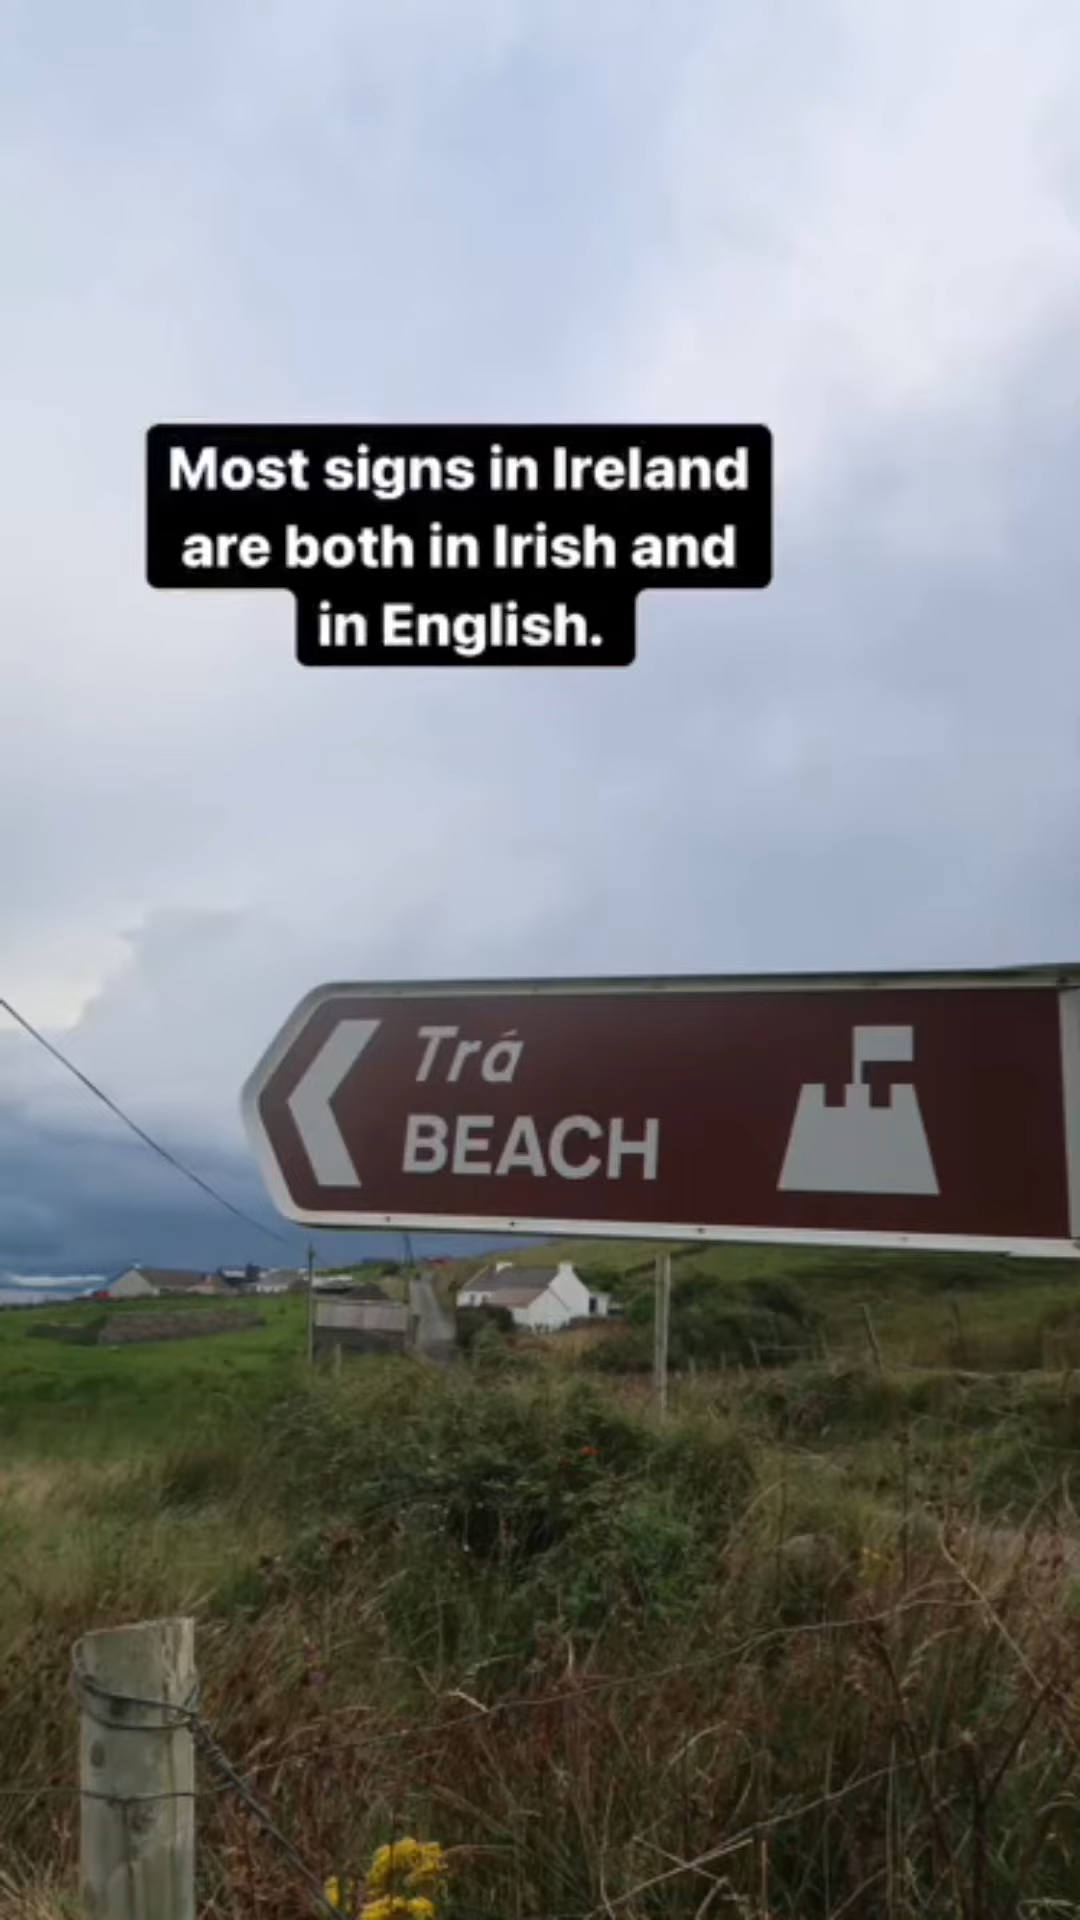 Most signs in Ireland
are both in Irish and
in English.
Trá
BEACH